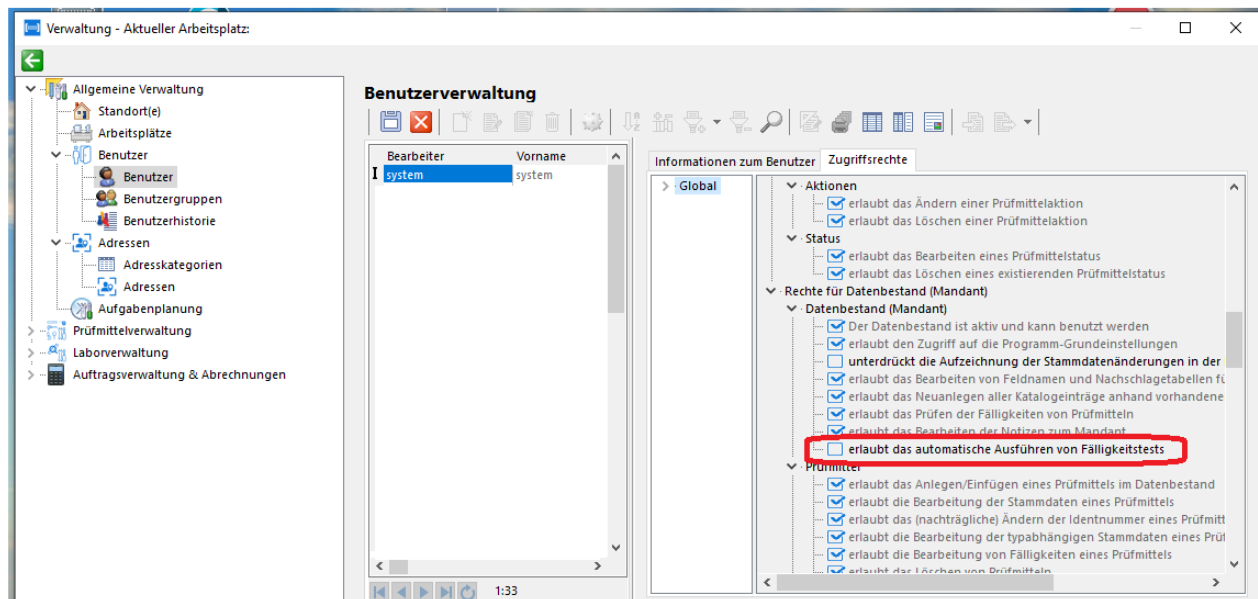 Verwaltung - Aktueller Arbeitsplatz:
Allgemeine Verwaltung
Standort(e)
Arbeitsplätze
Benutzer
Benutzer
Benutzergruppen
Benutzerhistorie
Adressen
Adresskategorien
Adressen
Aufgabenplanung
Prüfmittelverwaltung
Laborverwaltung
Auftragsverwaltung & Abrechnungen
Benutzerverwaltung
Bearbeiter Vorname
system system
1:33
Informationen zum Benutzer Zugriffsrechte
Global
Aktionen
erlaubt das Ändern einer Prüfmittelaktion
erlaubt das Löschen einer Prüfmittelaktion
Status
erlaubt das Bearbeiten eines Prüfmittelstatus
erlaubt das Löschen eines existierenden Prüfmittelstatus
Rechte für Datenbestand (Mandant)
Datenbestand (Mandant)
Der Datenbestand ist aktiv und kann benutzt werden
erlaubt den Zugriff auf die Programm-Grundeinstellungen
unterdrückt die Aufzeichnung der Stammdatenänderungen in der
erlaubt das Bearbeiten von Feldnamen und Nachschlagetabellen fü
erlaubt das Neuanlegen aller Katalogeinträge anhand vorhandene
erlaubt das Prüfen der Fälligkeiten von Prüfmitteln
erlaubt das Bearbeiten der Notizen zum Mandant
erlaubt das automatische Ausführen von Fälligkeitstests
Prüfmittel
erlaubt das Anlegen/Einfügen eines Prüfmittels im Datenbestand
erlaubt die Bearbeitung der Stammdaten eines Prüfmittels
erlaubt das (nachträgliche) Ändern der Identnummer eines Prüfmitt
erlaubt die Bearbeitung der typabhängigen Stammdaten eines Prüf
erlaubt die Bearbeitung von Fälligkeiten eines Prüfmittels
erlaubt das Löschen von Prüfmitteln